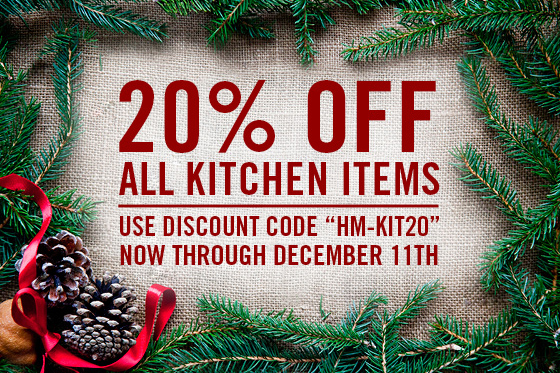 20% OFF
ALL KITCHEN ITEMS
USE DISCOUNT CODE “HM-KIT20”
NOW THROUGH DECEMBER 11TH